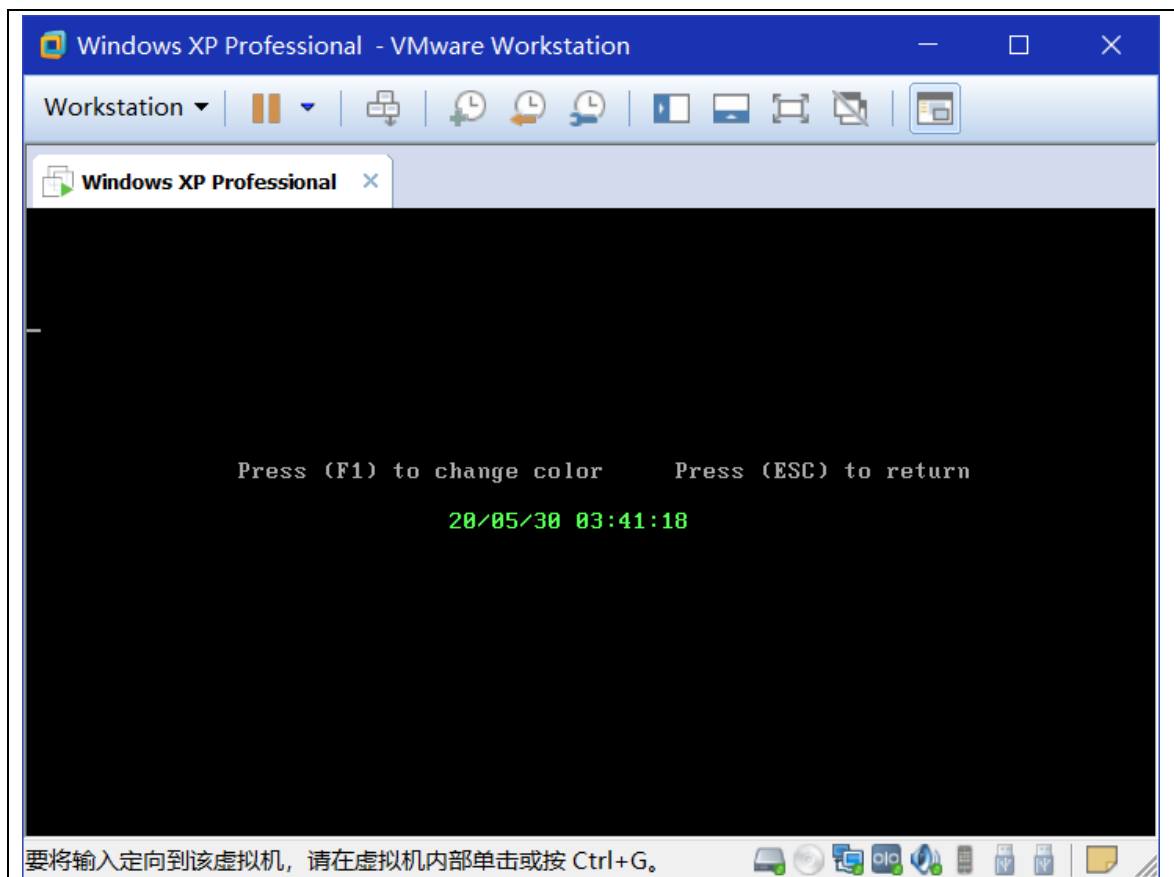 Windows XP Professional - VMware Workstation
Workstation
Windows XP Professional
Press (F1) to change color Press (ESC) to return
20/05/30 03:41:18
要将输入定向到该虚拟机，请在虚拟机内部单击或按 Ctrl+G。